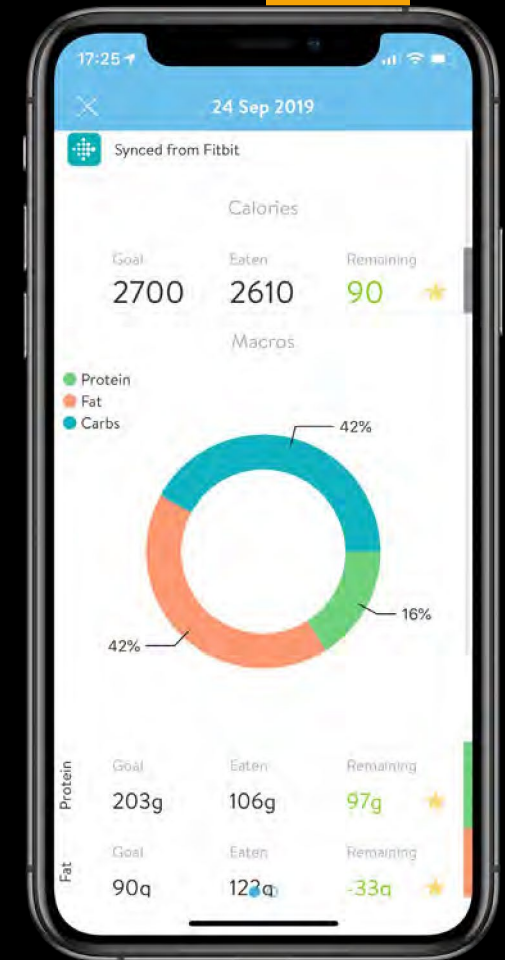 17:25
24 Sep 2019
Synced from Fitbit
Calories
Goal Eaten Remaining
2700 2610 90
Macros
Protein
Fat
Carbs
42%
16%
42%
Protein
Goal Eaten Remaining
203g 106g 97g
Fat
Goal Eaten Remaining
90g 123g -33g